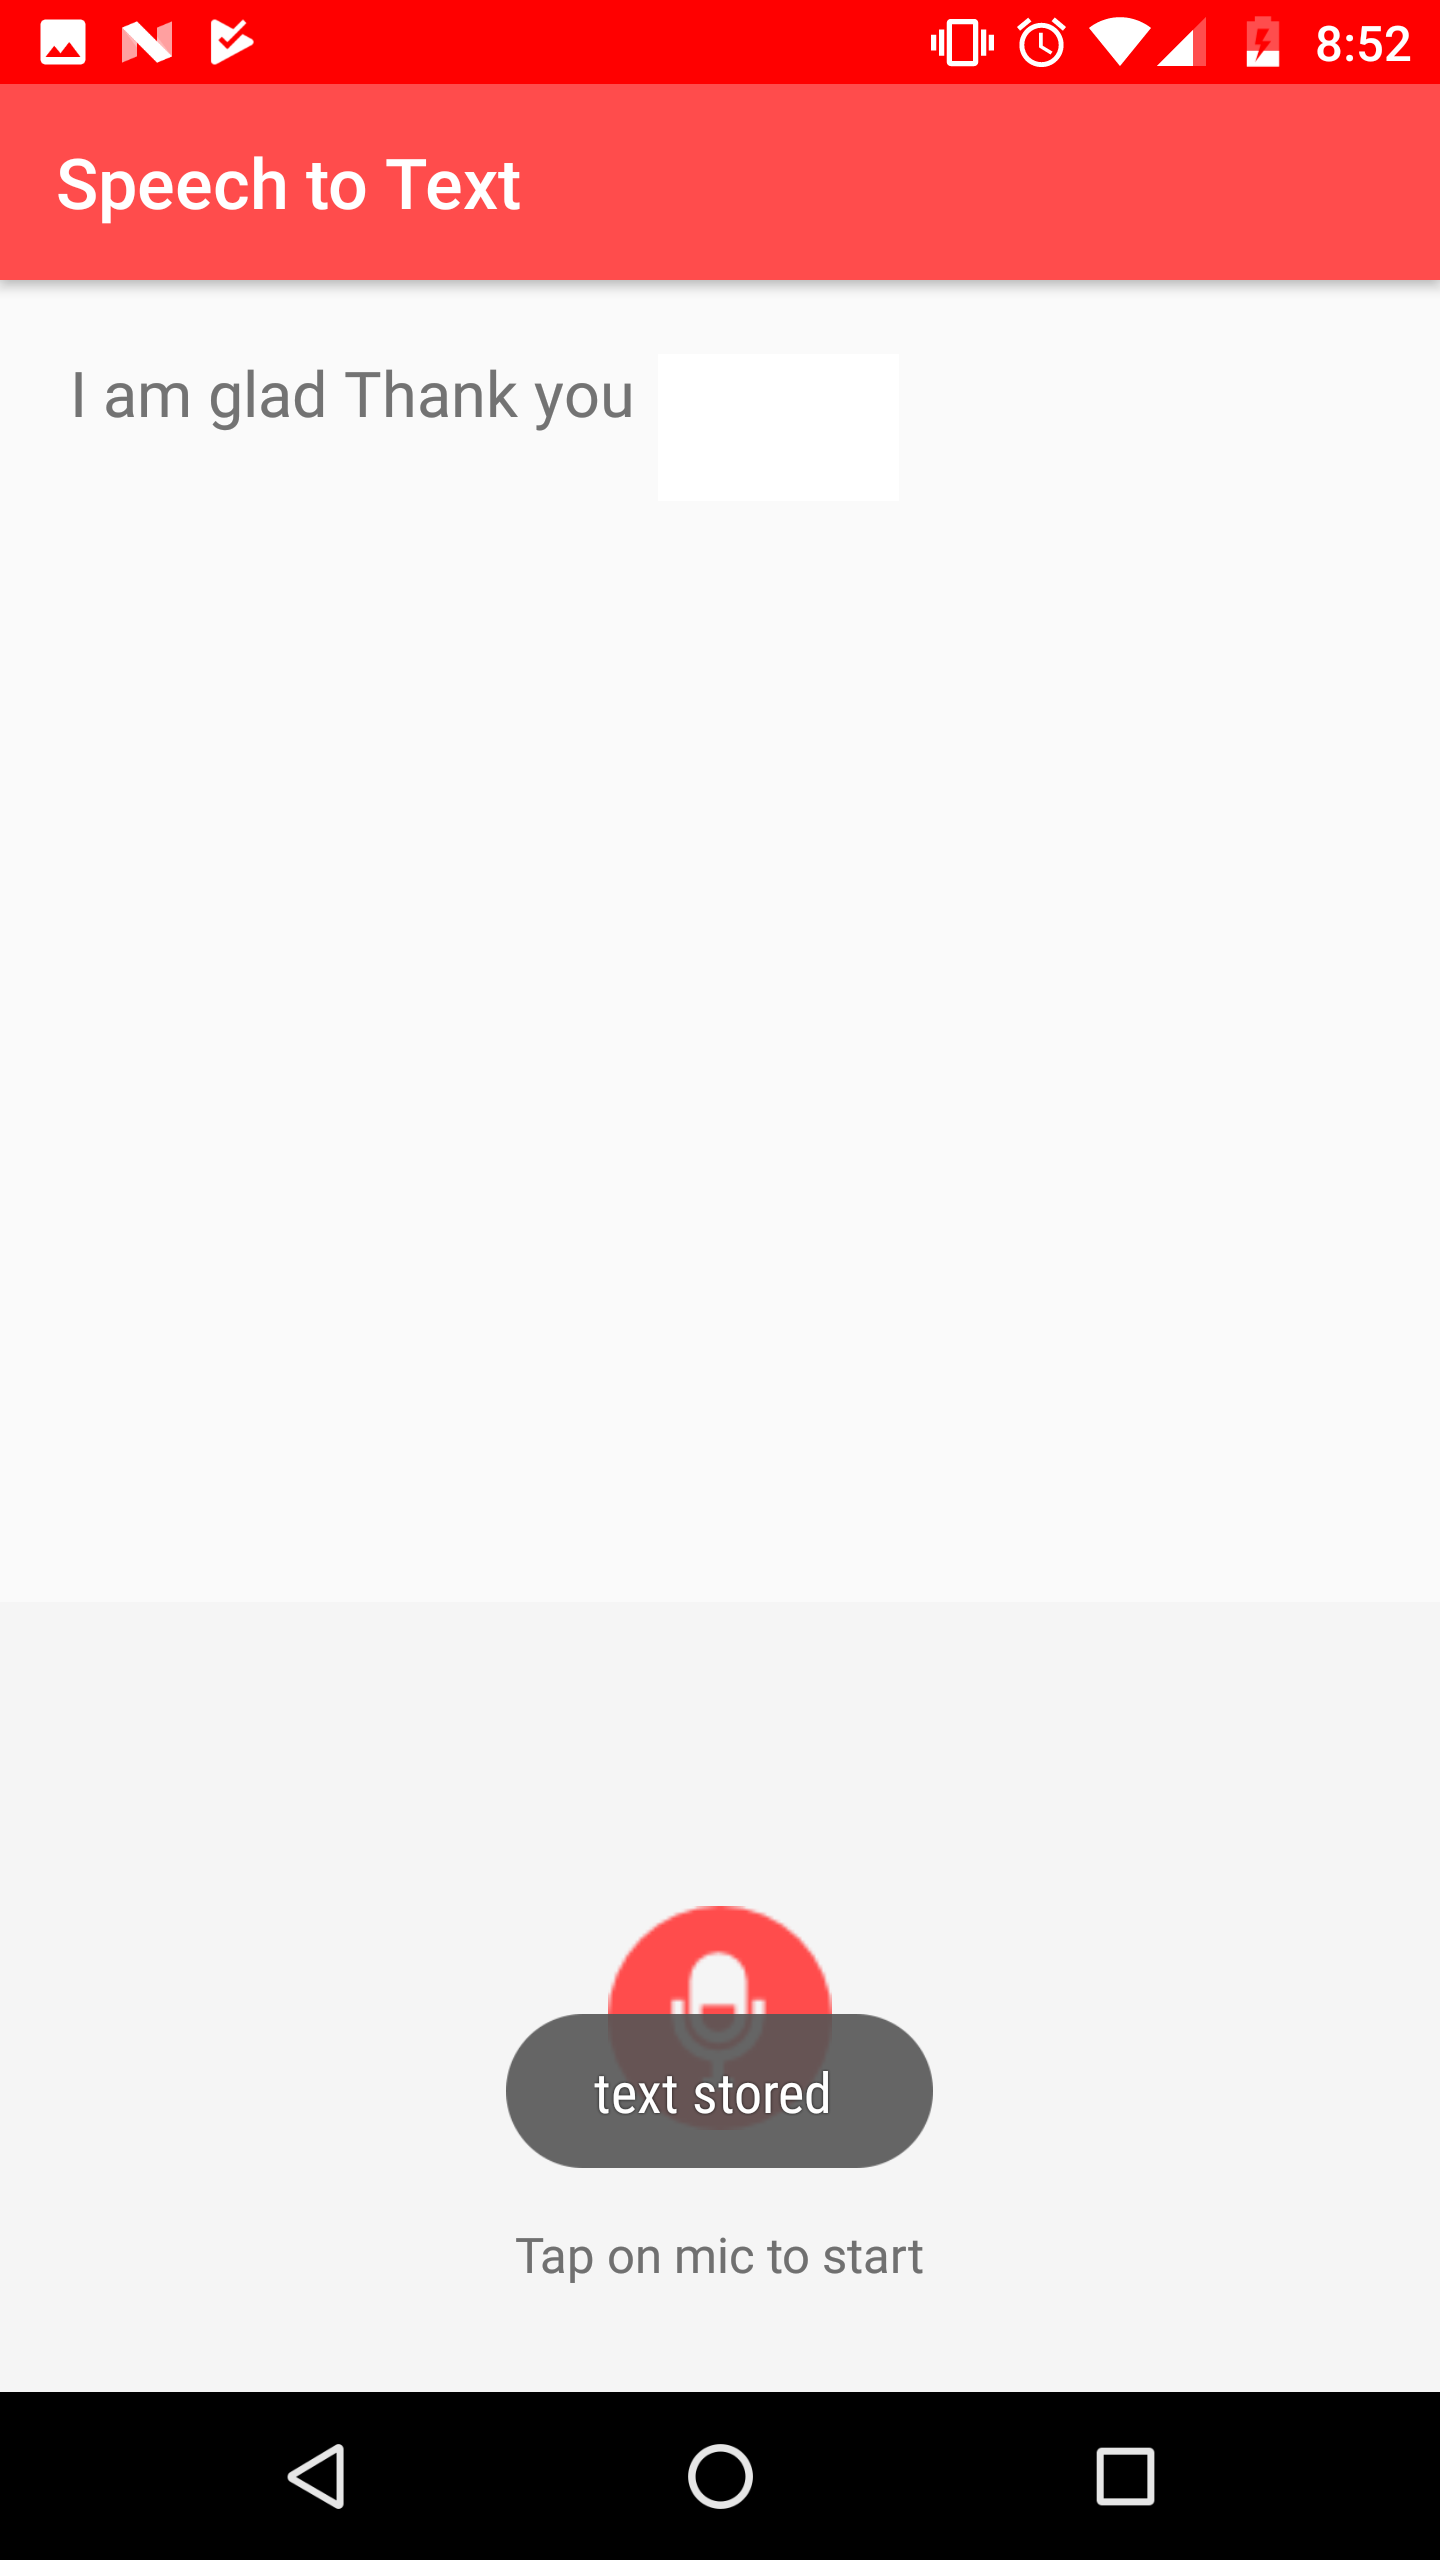 8:52
Speech to Text
I am glad Thank you
text stored
Tap on mic to start